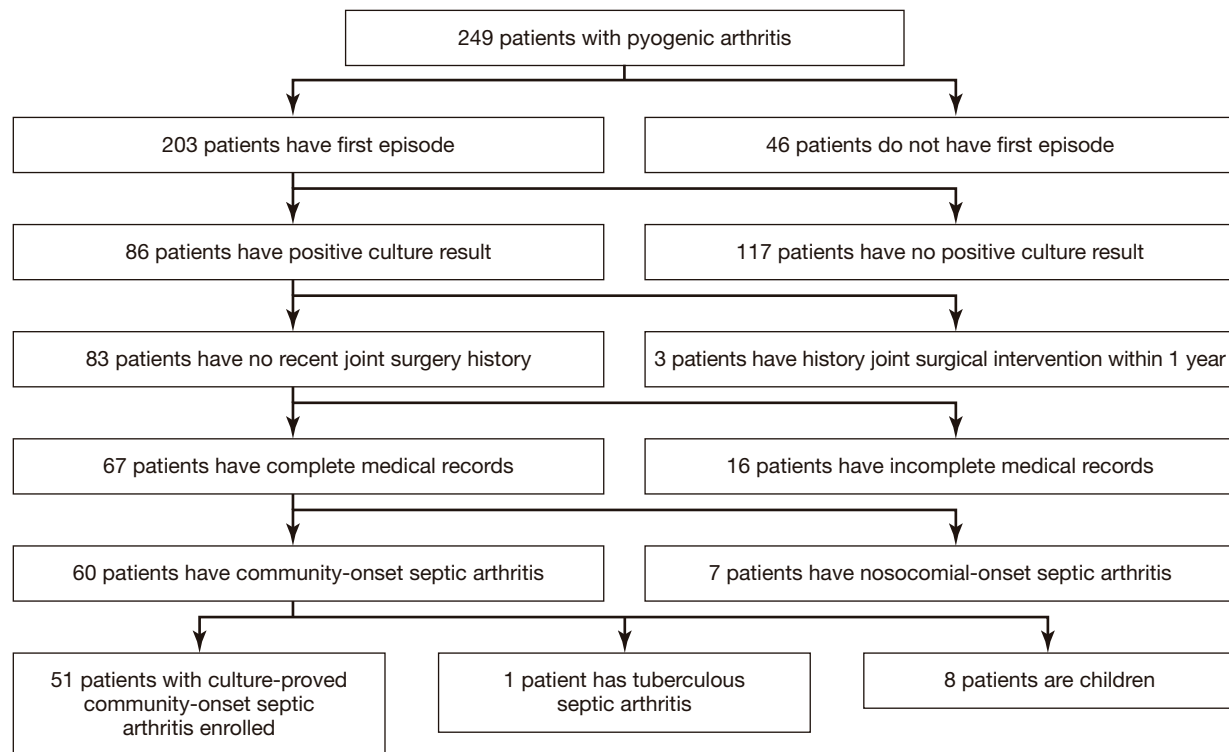 249 patients with pyogenic arthritis
203 patients have first episode
46 patients do not have first episode
86 patients have positive culture result
117 patients have no positive culture result
83 patients have no recent joint surgery history
3 patients have history joint surgical intervention within 1 year
67 patients have complete medical records
16 patients have incomplete medical records
60 patients have community-onset septic arthritis
7 patients have nosocomial-onset septic arthritis
51 patients with culture-proved
community-onset septic
arthritis enrolled
1 patient has tuberculous
septic arthritis
8 patients are children